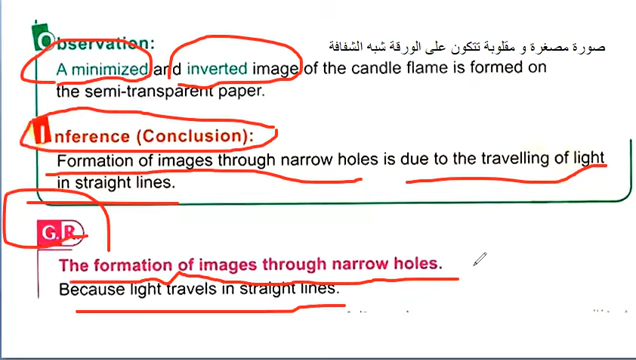 Observation:
صورة مصغرة و مقلوبة تتكون على الورقة شبه الشفافة
A minimized and inverted image of the candle flame is formed on
the semi-transparent paper.
Inference (Conclusion):
Formation of images through narrow holes is due to the travelling of light
in straight lines.
G.R.
The formation of images through narrow holes.
Because light travels in straight lines.